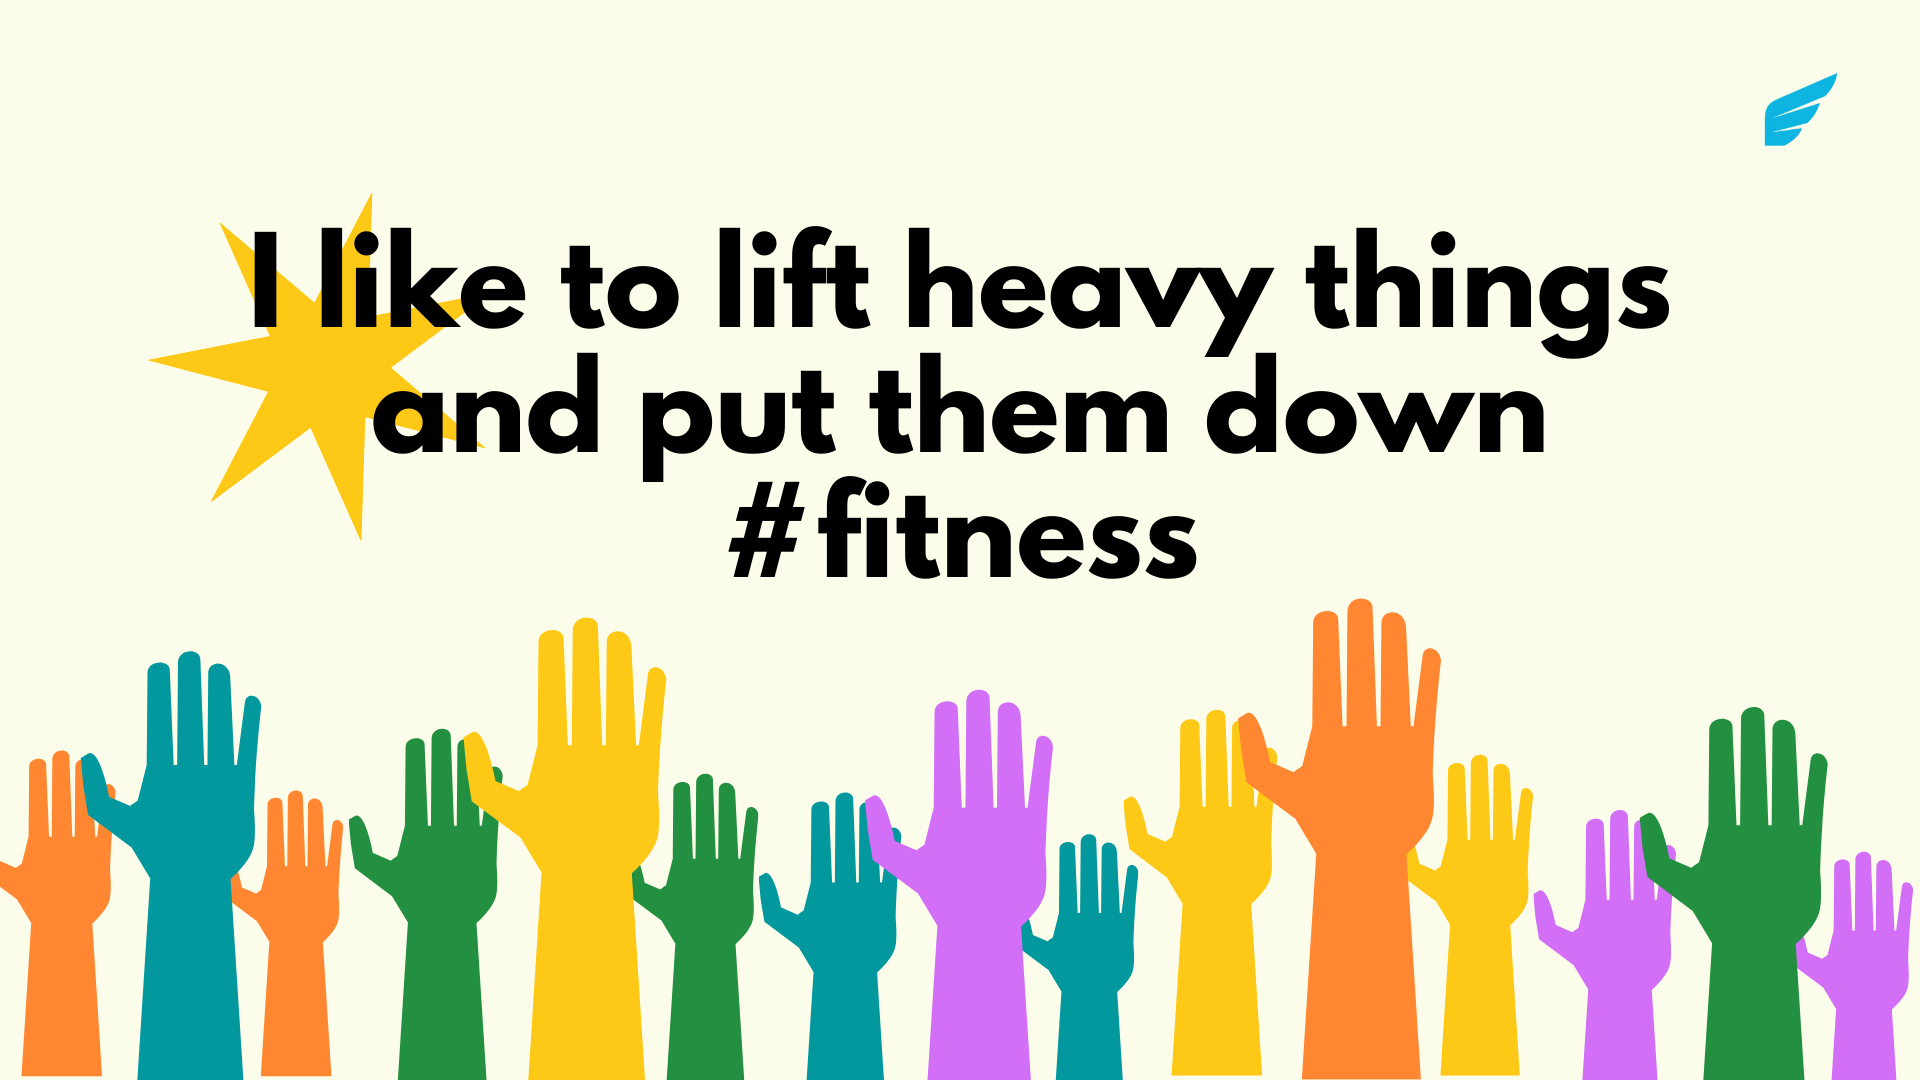 I like to lift heavy things
and put them down
#fitness